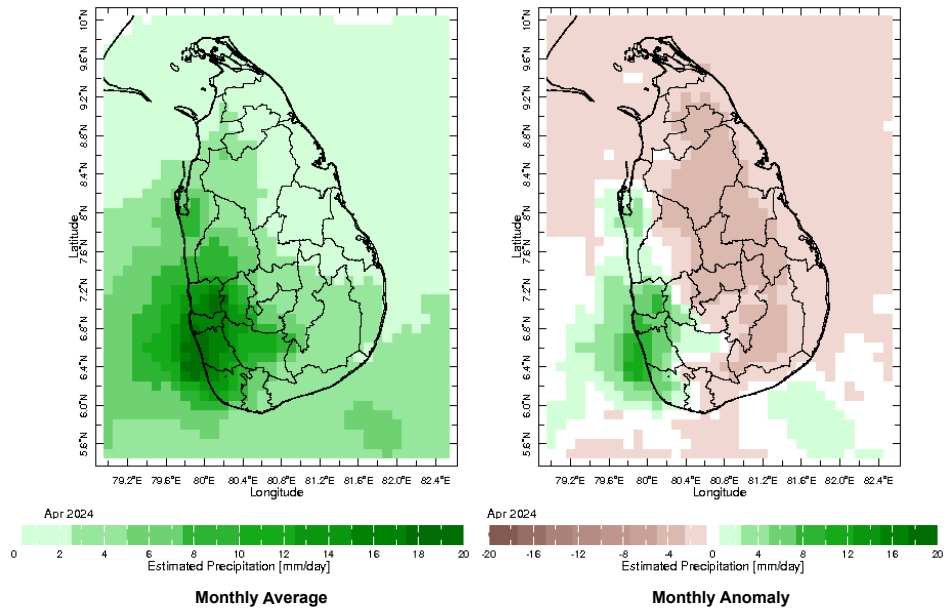 10°N
9.6°N
9.2°N
8.8°N
8.4°N
8°N
7.6°N
7.2°N
6.8°N
6.4°N
6.0°N
5.6°N
Latitude
79.2°E 79.6°E 80°E 80.4°E 80.8°E 81.2°E 81.6°E 82.0°E 82.4°E
Longitude
10°N
9.6°N
9.2°N
8.8°N
8.4°N
8°N
7.6°N
7.2°N
6.8°N
6.4°N
6.0°N
5.6°N
Latitude
79.2°E 79.6°E 80°E 80.4°E 80.8°E 81.2°E 81.6°E 82.0°E 82.4°E
Longitude
Apr 2024
0 2 4 6 8 10 12 14 16 18 20
Estimated Precipitation [mm/day]
Monthly Average
Apr 2024
-20 -16 -12 -8 -4 0 4 8 12 16 20
Estimated Precipitation [mm/day]
Monthly Anomaly